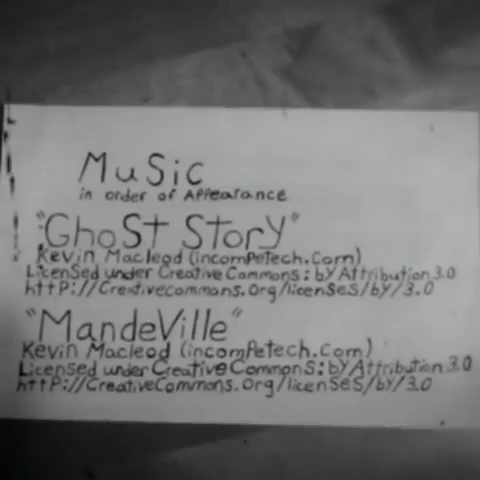 Music
in order of Appearance
"Ghost Story"
Kevin Macleod (incompetech.com)
Licensed under Creative Commons: by Attribution 3.0
http://Creativecommons.org/licenses/by/3.0
"Mandeville"
Kevin Macleod (incompetech.com)
Licensed under Creative Commons: by Attribution 3.0
http://Creativecommons.org/licenses/by/3.0